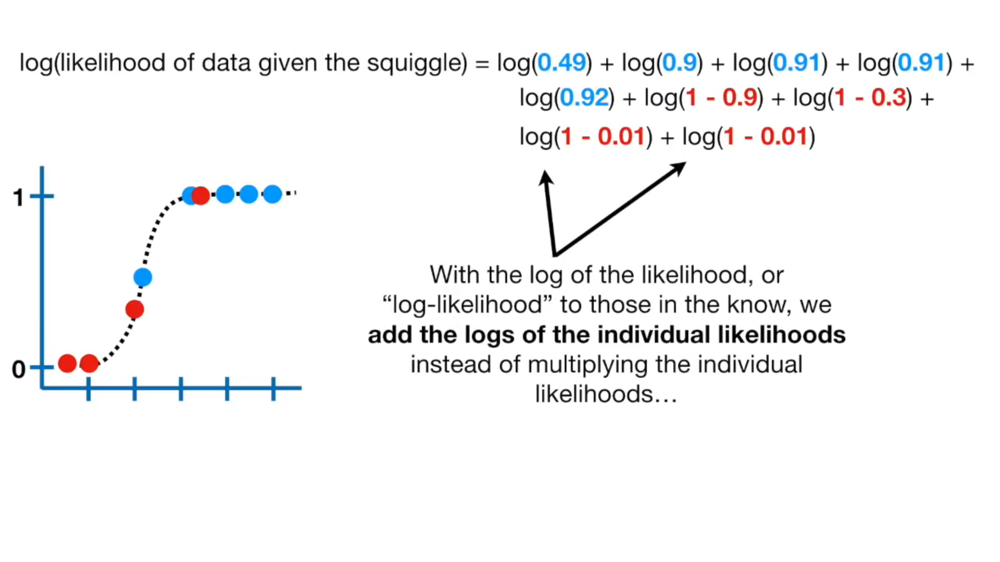 log(likelihood of data given the squiggle) = log(0.49) + log(0.9) + log(0.91) + log(0.91) +
log(0.92) + log(1 - 0.9) + log(1 - 0.3) +
log(1 - 0.01) + log(1 - 0.01)
1
0
With the log of the likelihood, or
“log-likelihood” to those in the know, we
add the logs of the individual likelihoods
instead of multiplying the individual
likelihoods…